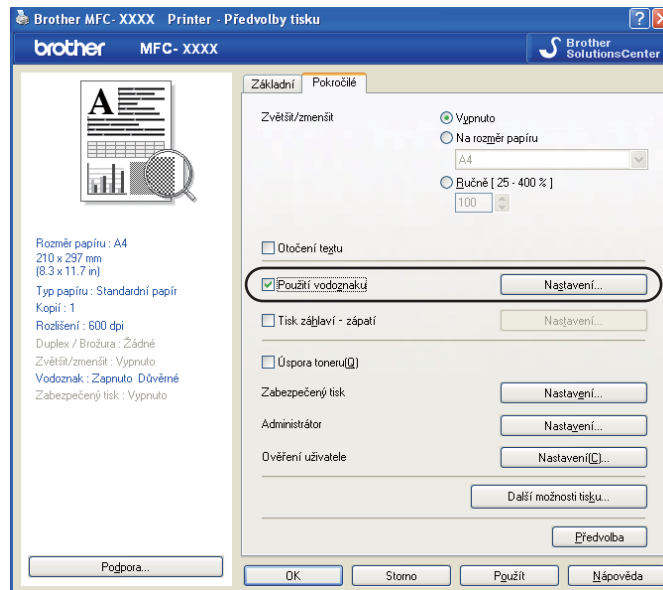 Brother MFC- XXXX Printer - Předvolby tisku
brother MFC- XXXX
Brother
SolutionsCenter
Základní Pokročilé
A
Zvětšit/zmenšit
Vypnuto
Na rozměr papíru
A4
Ručně [ 25 - 400 % ]
100
Rozměr papíru : A4
210 x 297 mm
(8.3 x 11.7 in)
Typ papíru : Standardní papír
Kopií : 1
Rozlišení : 600 dpi
Duplex / Brožura : Žádné
Zvětšit/zmenšit : Vypnuto
Vodoznak : Zapnuto Důvěrné
Zabezpečený tisk : Vypnuto
Otočení textu
Použití vodoznaku Nastavení...
Tisk záhlaví - zápatí Nastavení...
Úspora toneru(Q)
Zabezpečený tisk Nastavení...
Administrátor Nastavení...
Ověření uživatele Nastavení(C)...
Další možnosti tisku...
Předvolba
Podpora...
OK Storno Použít Nápověda